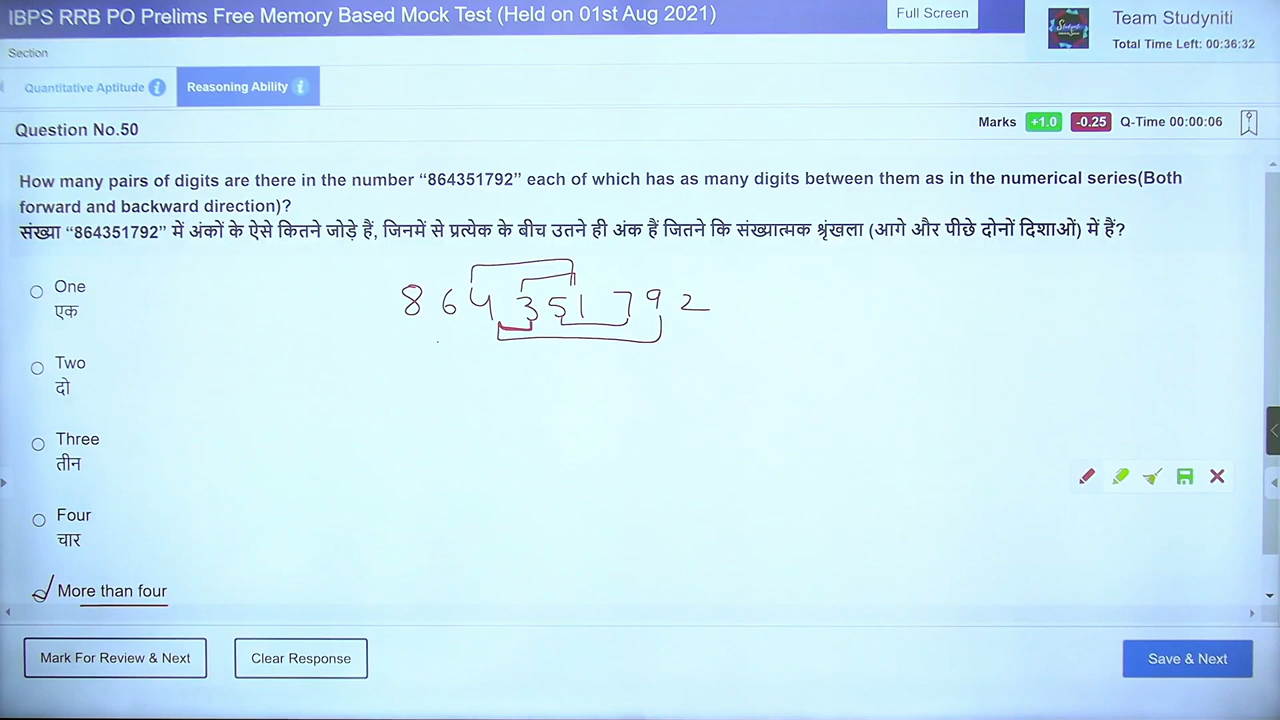 IBPS RRB PO Prelims Free Memory Based Mock Test (Held on 01st Aug 2021)
Full Screen
Team Studyniti
Total Time Left: 00:36:32
Section
Quantitative Aptitude i
Reasoning Ability i
Question No.50
Marks +1.0 -0.25 Q-Time 00:00:06
How many pairs of digits are there in the number “864351792” each of which has as many digits between them as in the numerical series(Both
forward and backward direction)?
संख्या “864351792” में अंकों के ऐसे कितने जोड़े हैं, जिनमें से प्रत्येक के बीच उतने ही अंक हैं जितने कि संख्यात्मक श्रृंखला (आगे और पीछे दोनों दिशाओं) में हैं?
One
एक
8 6 4 3 5 1 7 9 2
Two
दो
Three
तीन
Four
चार
More than four
Mark For Review & Next
Clear Response
Save & Next